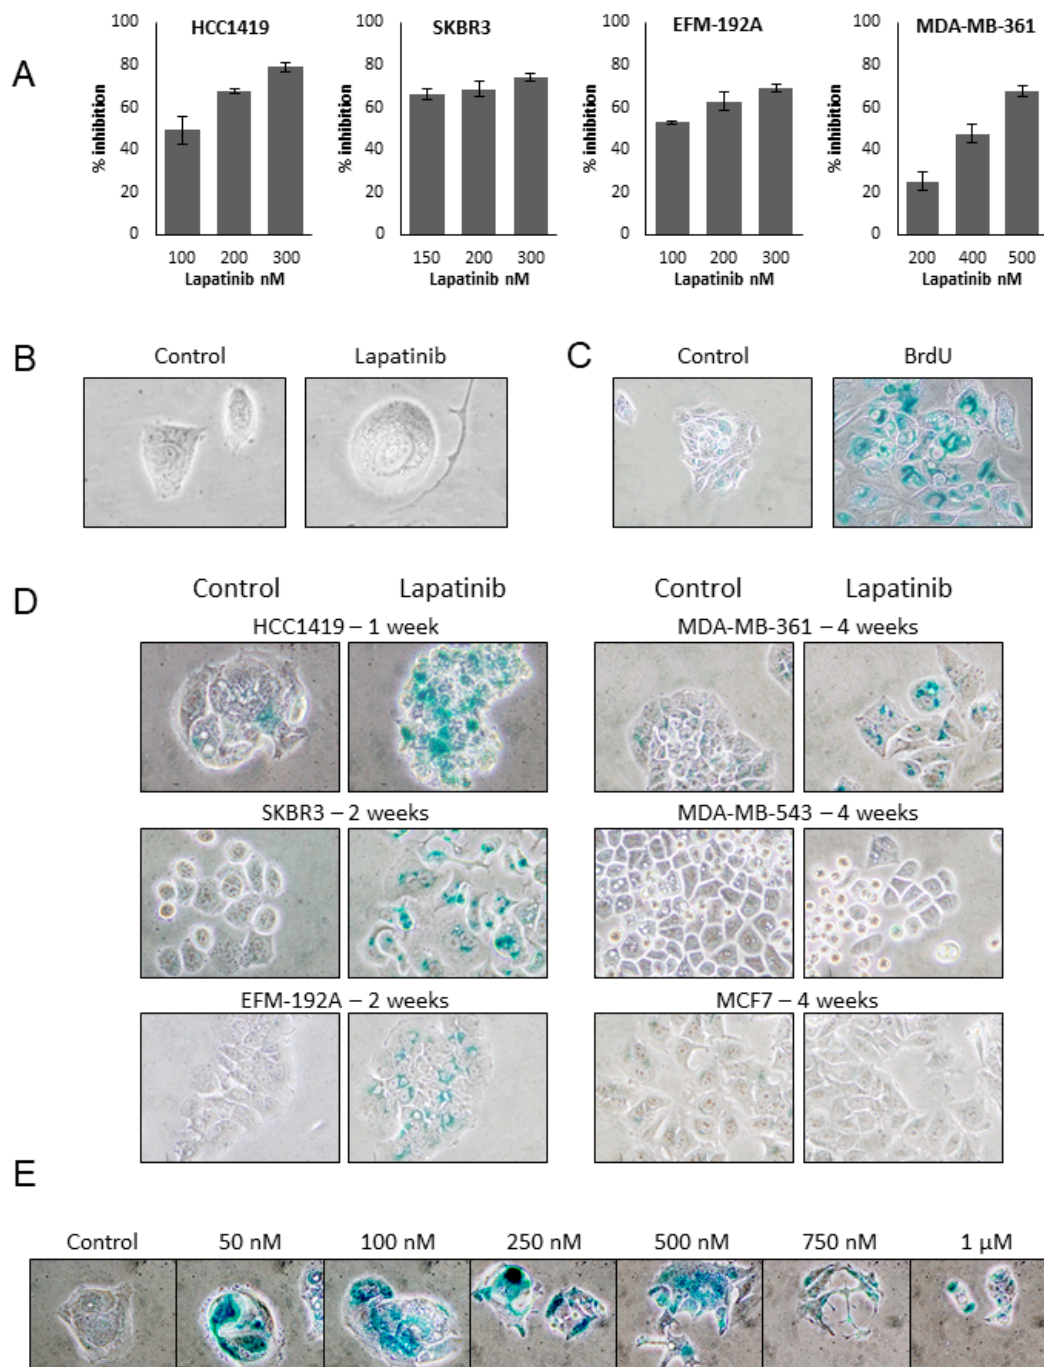 A
HCC1419
SKBR3
EFM-192A
MDA-MB-361
% inhibition
100
80
60
40
20
0
100 200 300
Lapatinib nM
% inhibition
100
80
60
40
20
0
150 200 300
Lapatinib nM
% inhibition
100
80
60
40
20
0
100 200 300
Lapatinib nM
% inhibition
100
80
60
40
20
0
200 400 500
Lapatinib nM
B
Control Lapatinib
C
Control BrdU
D
Control Lapatinib Control Lapatinib
HCC1419 – 1 week MDA-MB-361 – 4 weeks
SKBR3 – 2 weeks MDA-MB-543 – 4 weeks
EFM-192A – 2 weeks MCF7 – 4 weeks
E
Control 50 nM 100 nM 250 nM 500 nM 750 nM 1 µM